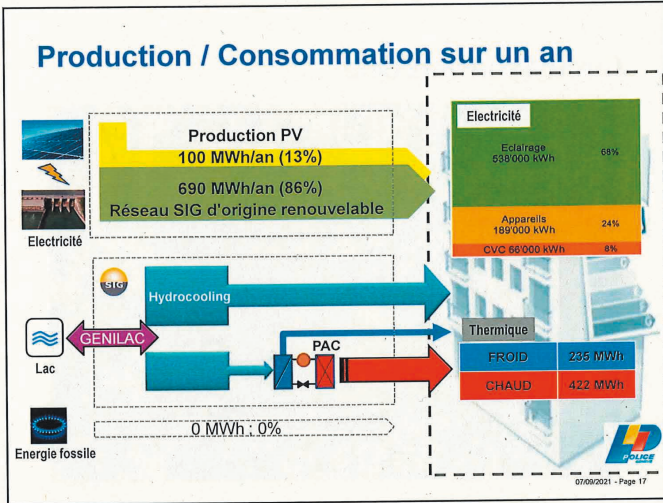 Production / Consommation sur un an
Production PV
100 MWh/an (13%)
690 MWh/an (86%)
Réseau SIG d'origine renouvelable
Electricité
Electricité
Eclairage
538'000 kWh
68%
Appareils
189'000 kWh
24%
CVC 66'000 kWh
8%
SIG
Hydrocooling
GENILAC
Lac
PAC
Thermique
FROID
235 MWh
CHAUD
422 MWh
0 MWh : 0%
Energie fossile
POLICE
07/09/2021 - Page 17